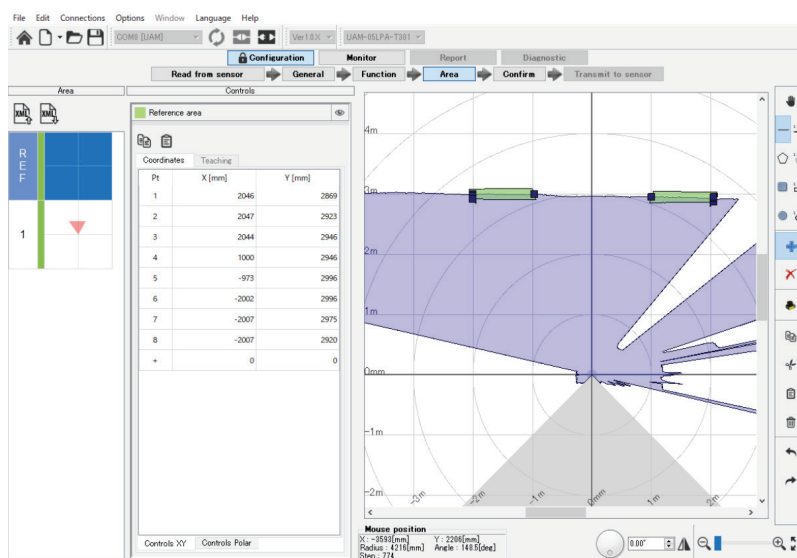 File Edit Connections Options Window Language Help
COM8 [UAM] Ver1.8X UAM-05LPA-T301
Configuration Monitor Report Diagnostic
Read from sensor General Function Area Confirm Transmit to sensor
Area Controls
XML XML
Reference area
REF
Coordinates Teaching
Pt X [mm] Y [mm]
1 2046 2869
2 2047 2923
3 2044 2946
4 1000 2946
5 -973 2996
6 -2002 2996
7 -2007 2975
8 -2007 2920
+ 0 0
1
4m
3m
2m
1m
0mm
-1m
-2m
-3m -2m -1m 0mm 1m 2m
Controls XY Controls Polar
Mouse position
X : -3593[mm] Y : 2206[mm]
Radius : 4216[mm] Angle : 148.5[deg]
Step : 774
0.00°